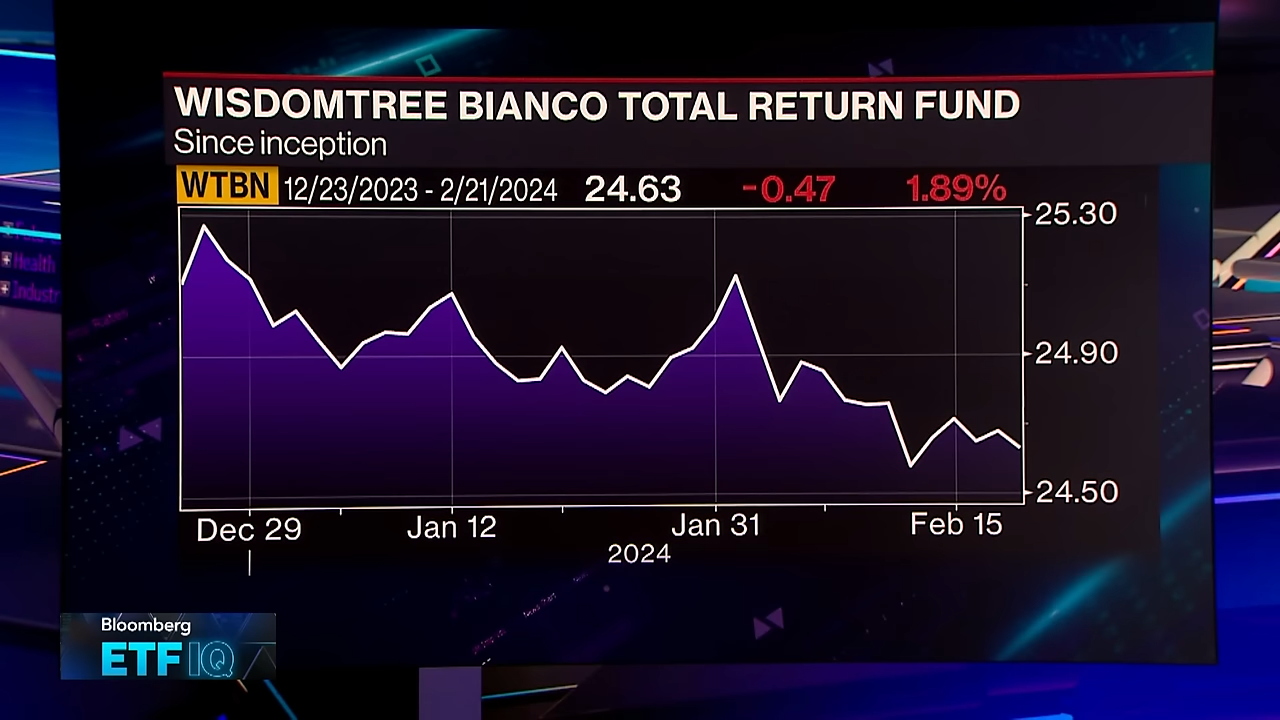 WISDOMTREE BIANCO TOTAL RETURN FUND
Since inception
WTBN 12/23/2023 - 2/21/2024 24.63 -0.47 1.89%
25.30
24.90
24.50
Dec 29 Jan 12 Jan 31 Feb 15
2024
Health
Industr
Bloomberg
ETF IQ